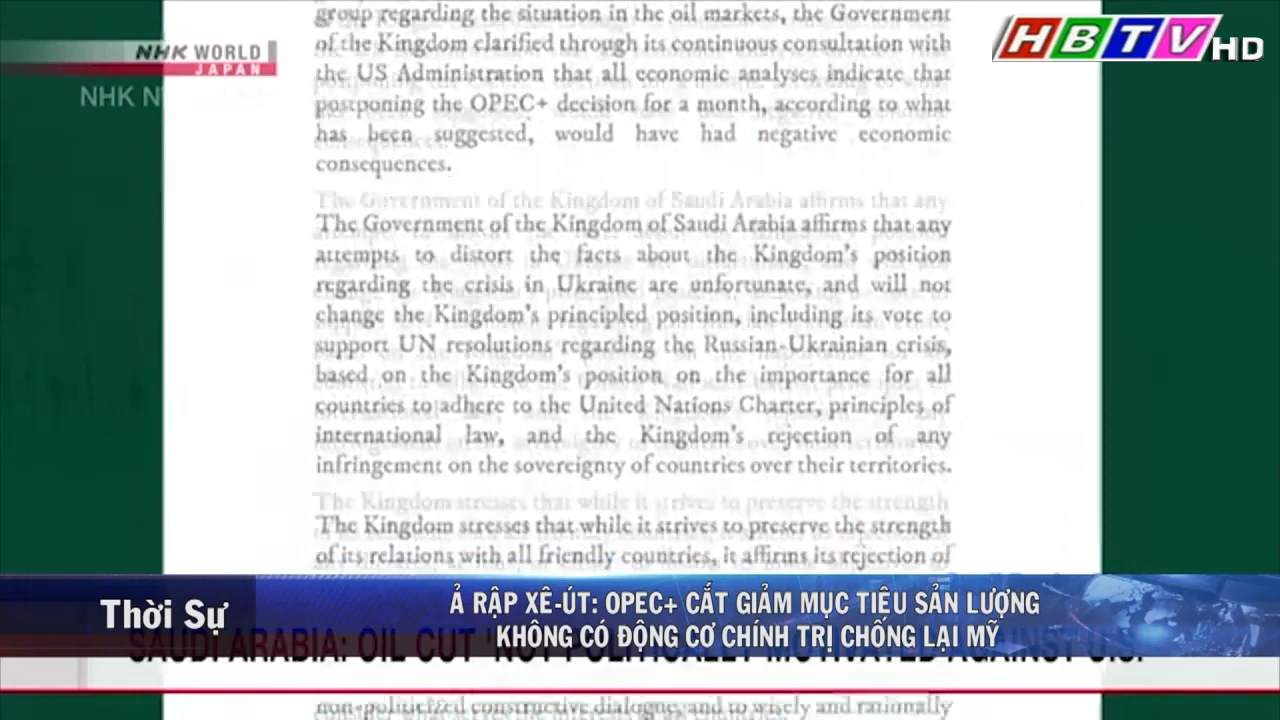 group regarding the situation in the oil markets, the Government
of the Kingdom clarified through its continuous consultation with
the US Administration that all economic analyses indicate that
postponing the OPEC+ decision for a month, according to what
has been suggested, would have had negative economic
consequences.
The Government of the Kingdom of Saudi Arabia affirms that any
attempts to distort the facts about the Kingdom's position
regarding the crisis in Ukraine are unfortunate, and will not
change the Kingdom's principled position, including its vote to
support UN resolutions regarding the Russian-Ukrainian crisis,
based on the Kingdom's position on the importance for all
countries to adhere to the United Nations Charter, principles of
international law, and the Kingdom's rejection of any
infringement on the sovereignty of countries over their territories.
The Kingdom stresses that while it strives to preserve the strength
of its relations with all friendly countries, it affirms its rejection of
non-politicized constructive dialogue, and to wisely and rationally
NHK WORLD
JAPAN
NHK
HBTV HD
Thời Sự
Ả RẬP XÊ-ÚT: OPEC+ CẮT GIẢM MỤC TIÊU SẢN LƯỢNG
KHÔNG CÓ ĐỘNG CƠ CHÍNH TRỊ CHỐNG LẠI MỸ
SAUDI ARABIA: OIL CUT "NOT POLITICALLY MOTIVATED AGAINST U.S."